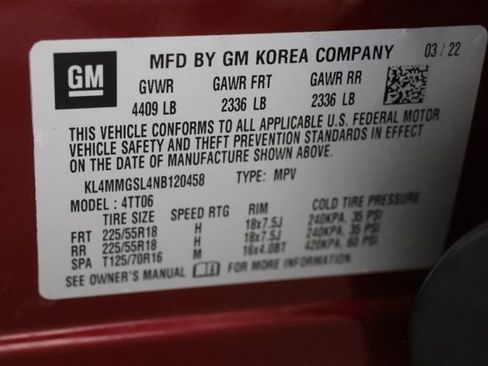 GM
MFD BY GM KOREA COMPANY 03/22
GVWR GAWR FRT GAWR RR
4409 LB 2336 LB 2336 LB
THIS VEHICLE CONFORMS TO ALL APPLICABLE U.S. FEDERAL MOTOR
VEHICLE SAFETY AND THEFT PREVENTION STANDARDS IN EFFECT
ON THE DATE OF MANUFACTURE SHOWN ABOVE.
KL4MMGSL4NB120458 TYPE: MPV
MODEL: 4TT06
TIRE SIZE SPEED RTG RIM COLD TIRE PRESSURE
FRT 225/55R18 H 18x7.5J 240KPA, 35 PSI
RR 225/55R18 H 18x7.5J 240KPA, 35 PSI
SPA T125/70R16 M 16x4.0BT 420KPA, 60 PSI
SEE OWNER'S MANUAL FOR MORE INFORMATION